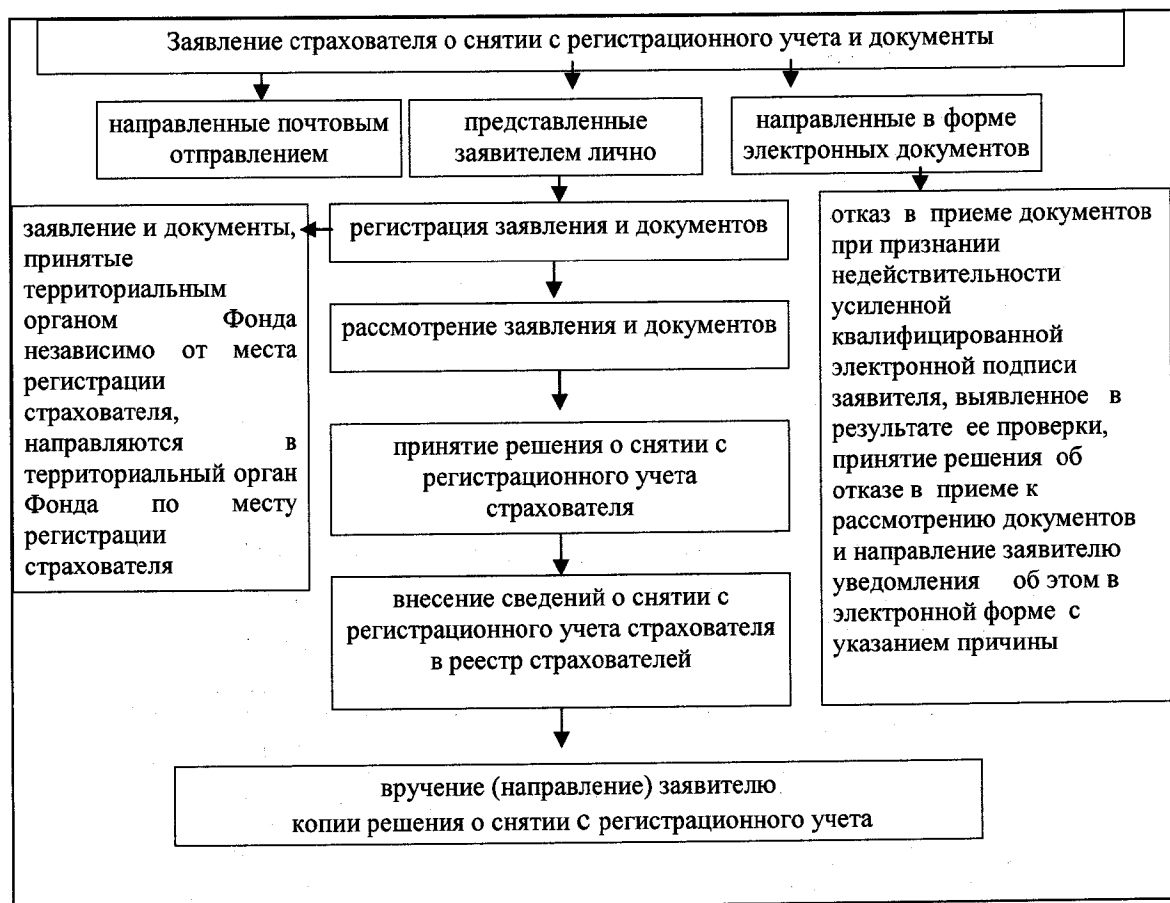 Заявление страхователя о снятии с регистрационного учета и документы
направленные почтовым
отправлением
представленные
заявителем лично
направленные в форме
электронных документов
заявление и документы,
принятые
территориальным
органом Фонда
независимо от места
регистрации
страхователя,
направляются в
территориальный орган
Фонда по месту
регистрации
страхователя
регистрация заявления и документов
рассмотрение заявления и документов
принятие решения о снятии с
регистрационного учета
страхователя
внесение сведений о снятии с
регистрационного учета страхователя
в реестр страхователей
отказ в приеме документов
при признании
недействительности
усиленной
квалифицированной
электронной подписи
заявителя, выявленное в
результате ее проверки,
принятие решения об
отказе в приеме к
рассмотрению документов
и направление заявителю
уведомления об этом в
электронной форме с
указанием причины
вручение (направление) заявителю
копии решения о снятии с регистрационного учета